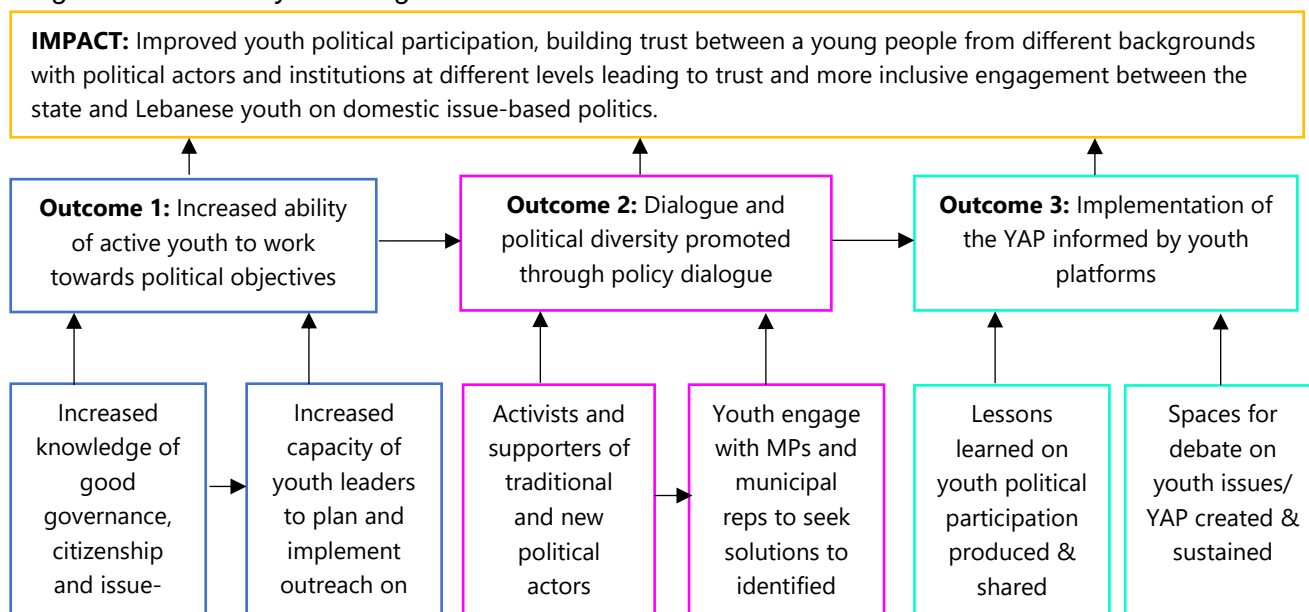 IMPACT: Improved youth political participation, building trust between a young people from different backgrounds
with political actors and institutions at different levels leading to trust and more inclusive engagement between the
state and Lebanese youth on domestic issue-based politics.
Outcome 1: Increased ability
of active youth to work
towards political objectives
Outcome 2: Dialogue and
political diversity promoted
through policy dialogue
Outcome 3: Implementation of
the YAP informed by youth
platforms
Increased
knowledge of
good
governance,
citizenship
and issue-
Increased
capacity of
youth leaders
to plan and
implement
outreach on
Activists and
supporters of
traditional
and new
political
actors
Youth engage
with MPs and
municipal
reps to seek
solutions to
identified
Lessons
learned on
youth political
participation
produced &
shared
Spaces for
debate on
youth issues/
YAP created &
sustained